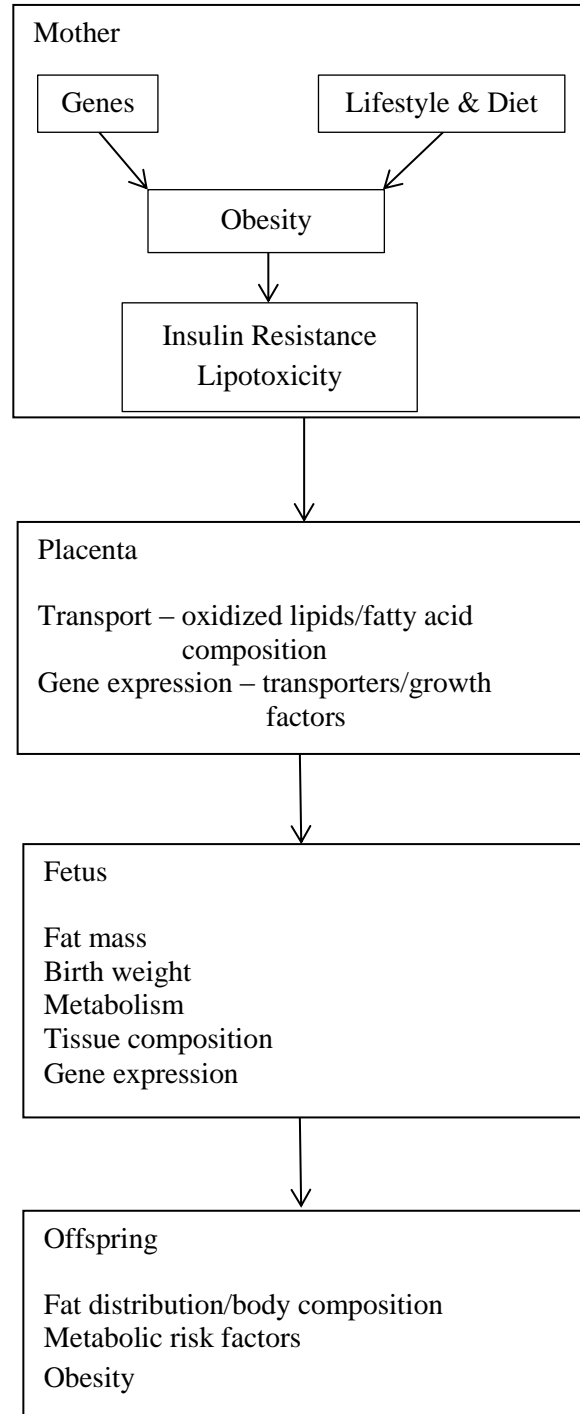 Mother
Genes
Lifestyle & Diet
Obesity
Insulin Resistance
Lipotoxicity
Placenta
Transport – oxidized lipids/fatty acid
composition
Gene expression – transporters/growth
factors
Fetus
Fat mass
Birth weight
Metabolism
Tissue composition
Gene expression
Offspring
Fat distribution/body composition
Metabolic risk factors
Obesity